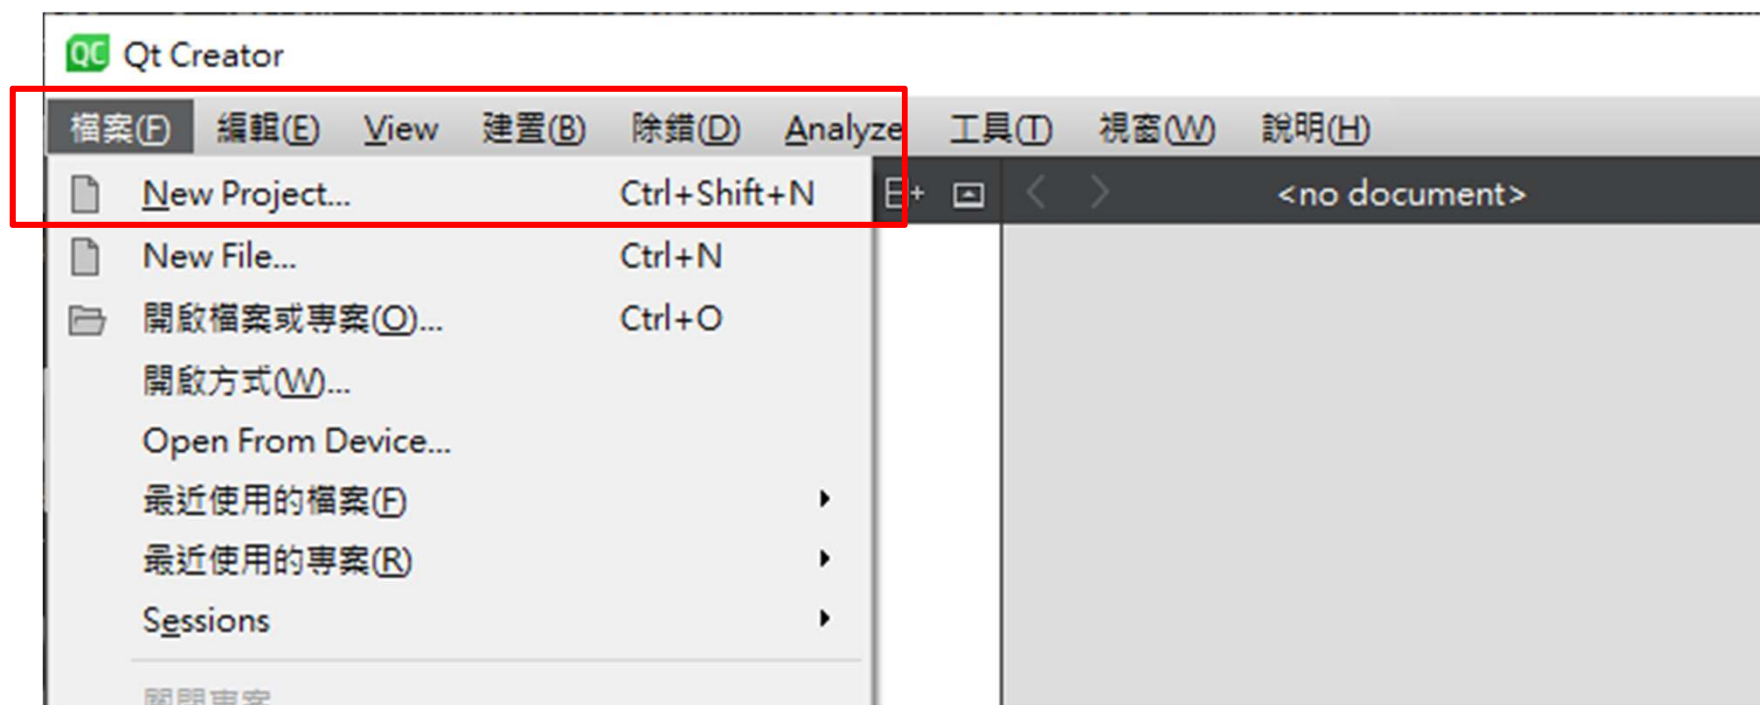 QC Qt Creator
檔案(F) 編輯(E) View 建置(B) 除錯(D) Analyze 工具(T) 視窗(W) 說明(H)
New Project... Ctrl+Shift+N
<no document>
New File... Ctrl+N
開啟檔案或專案(O)... Ctrl+O
開啟方式(W)...
Open From Device...
最近使用的檔案(F)
最近使用的專案(R)
Sessions